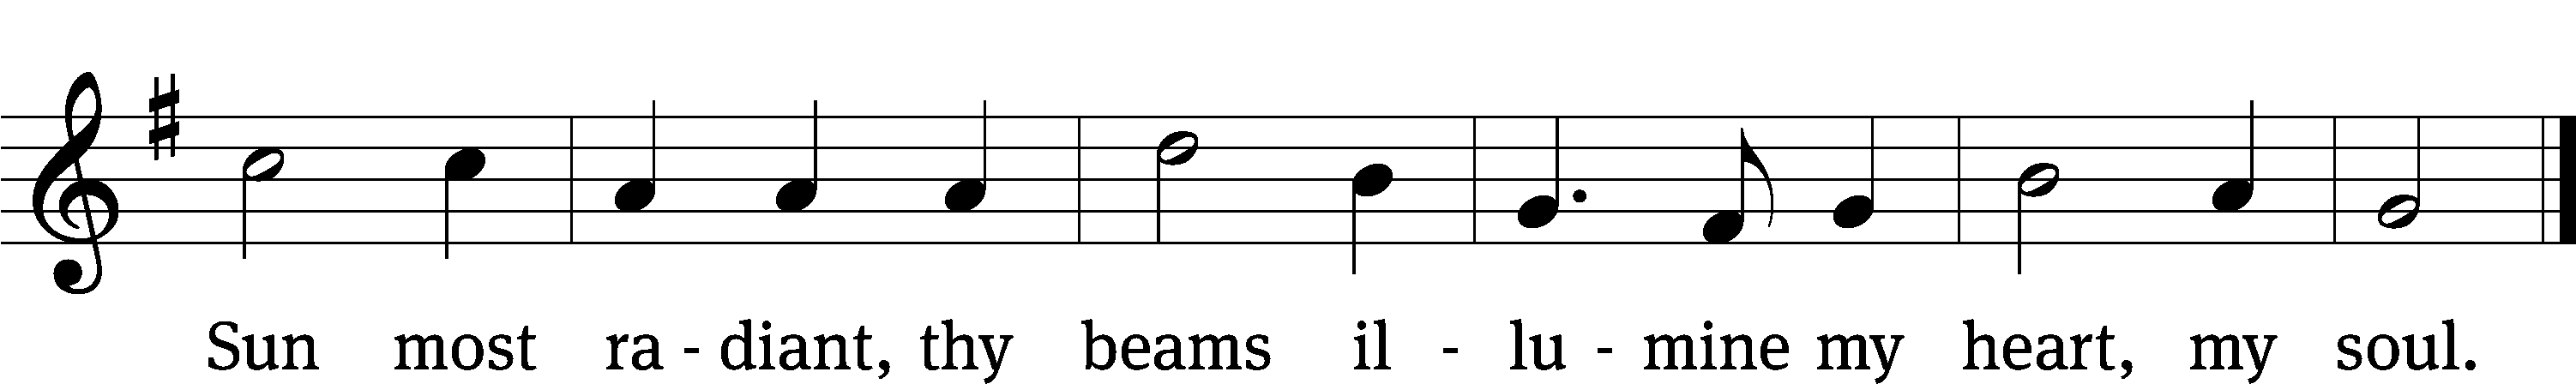 Sun most ra - diant, thy beams il - lu - mine my heart, my soul.